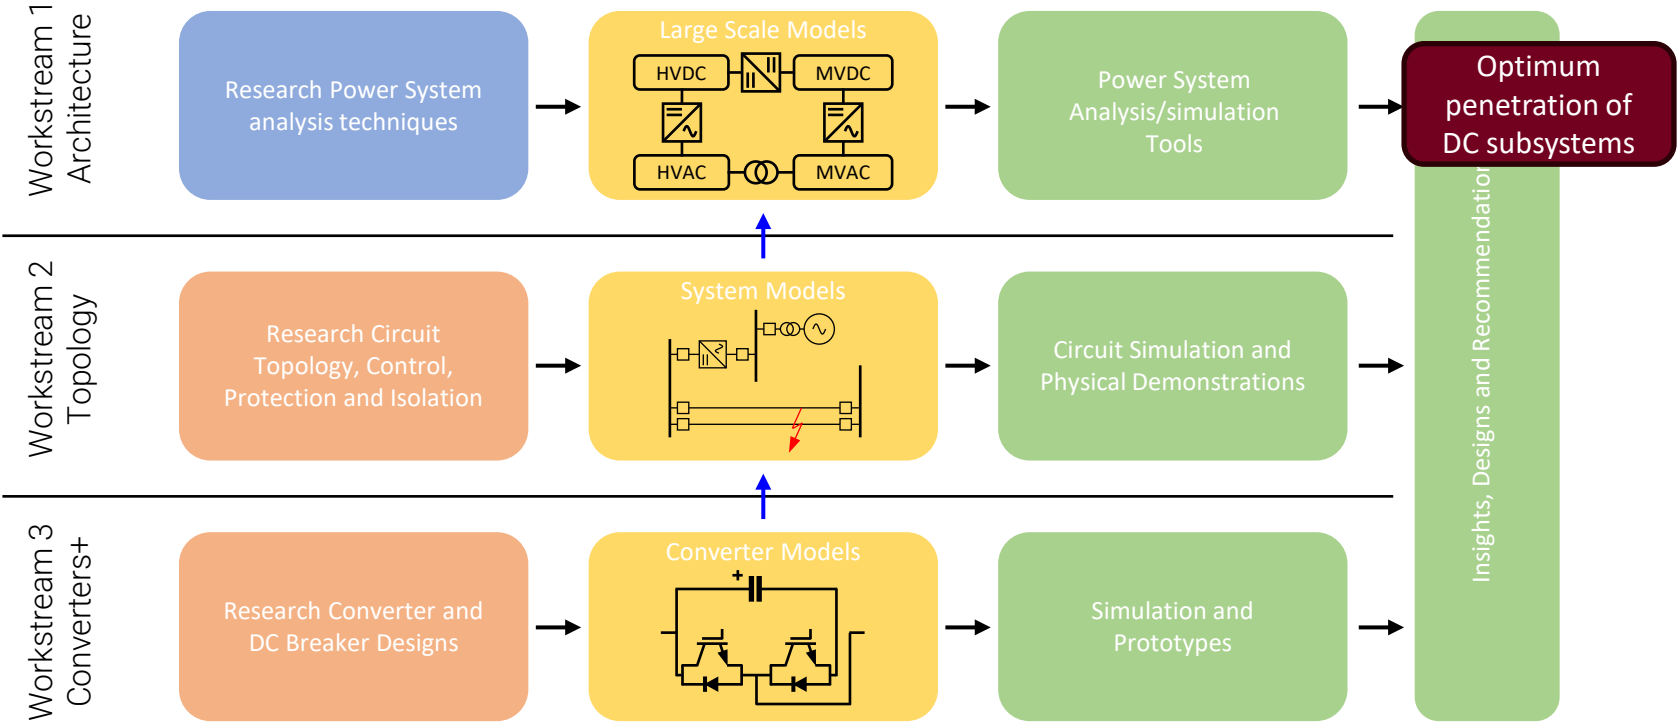 Workstream 1
Architecture
Research Power System
analysis techniques
Large Scale Models
HVDC
MVDC
HVAC
MVAC
Power System
Analysis/simulation
Tools
Optimum
penetration of
DC subsystems
Workstream 2
Topology
Research Circuit
Topology, Control,
Protection and Isolation
System Models
Circuit Simulation and
Physical Demonstrations
Insights, Designs and Recommendation
Workstream 3
Converters+
Research Converter and
DC Breaker Designs
Converter Models
+
Simulation and
Prototypes